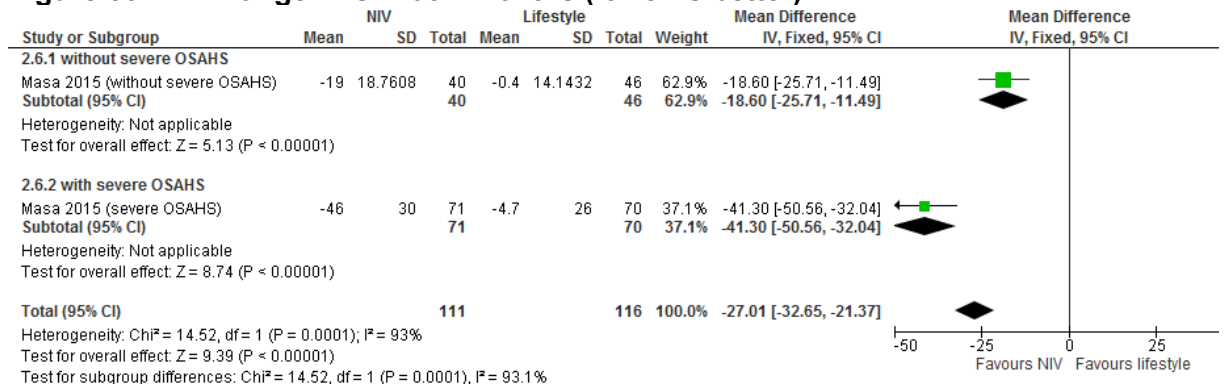 NIV Lifestyle Mean Difference Mean Difference
Study or Subgroup Mean SD Total Mean SD Total Weight IV, Fixed, 95% CI IV, Fixed, 95% CI
2.6.1 without severe OSAHS
Masa 2015 (without severe OSAHS) -19 18.7608 40 -0.4 14.1432 46 62.9% -18.60 [-25.71, -11.49]
Subtotal (95% CI) 40 46 62.9% -18.60 [-25.71, -11.49]
Heterogeneity: Not applicable
Test for overall effect: Z = 5.13 (P < 0.00001)
2.6.2 with severe OSAHS
Masa 2015 (severe OSAHS) -46 30 71 -4.7 26 70 37.1% -41.30 [-50.56, -32.04]
Subtotal (95% CI) 71 70 37.1% -41.30 [-50.56, -32.04]
Heterogeneity: Not applicable
Test for overall effect: Z = 8.74 (P < 0.00001)
Total (95% CI) 111 116 100.0% -27.01 [-32.65, -21.37]
Heterogeneity: Chi² = 14.52, df = 1 (P = 0.0001); I² = 93%
Test for overall effect: Z = 9.39 (P < 0.00001)
Test for subgroup differences: Chi² = 14.52, df = 1 (P = 0.0001), I² = 93.1%
-50 -25 0 25
Favours NIV Favours lifestyle